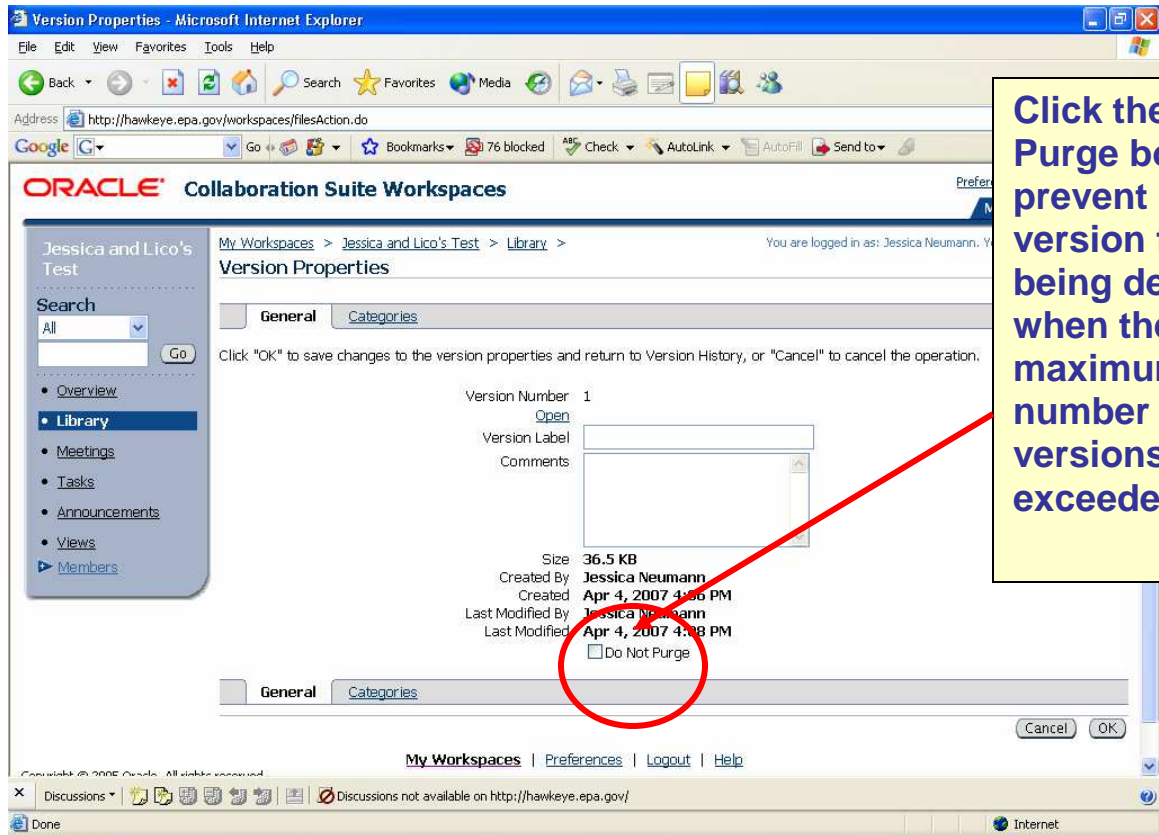 Version Properties - Microsoft Internet Explorer
File Edit View Favorites Tools Help
Back Search Favorites Media
Address http://hawkeye.epa.gov/workspaces/filesAction.do
Google G Go Bookmarks 76 blocked Check AutoLink AutoFill Send to
ORACLE Collaboration Suite Workspaces
Jessica and Lico's
Test
Search
All
Go
• Overview
• Library
• Meetings
• Tasks
• Announcements
• Views
Members
My Workspaces > Jessica and Lico's Test > Library >
You are logged in as: Jessica Neumann.
Version Properties
General Categories
Click "OK" to save changes to the version properties and return to Version History, or "Cancel" to cancel the operation.
Version Number 1
Open
Version Label
Comments
Size 36.5 KB
Created By Jessica Neumann
Created Apr 4, 2007
PM
Last Modified By Jessica Neumann
Last Modified Apr 4, 2007
PM
Do Not Purge
General Categories
Cancel OK
My Workspaces | Preferences | Logout | Help
Click the
Purge
prevent
version
being
when the
number
versions
Discussions Discussions not available on http://hawkeye.epa.gov/
Done Internet